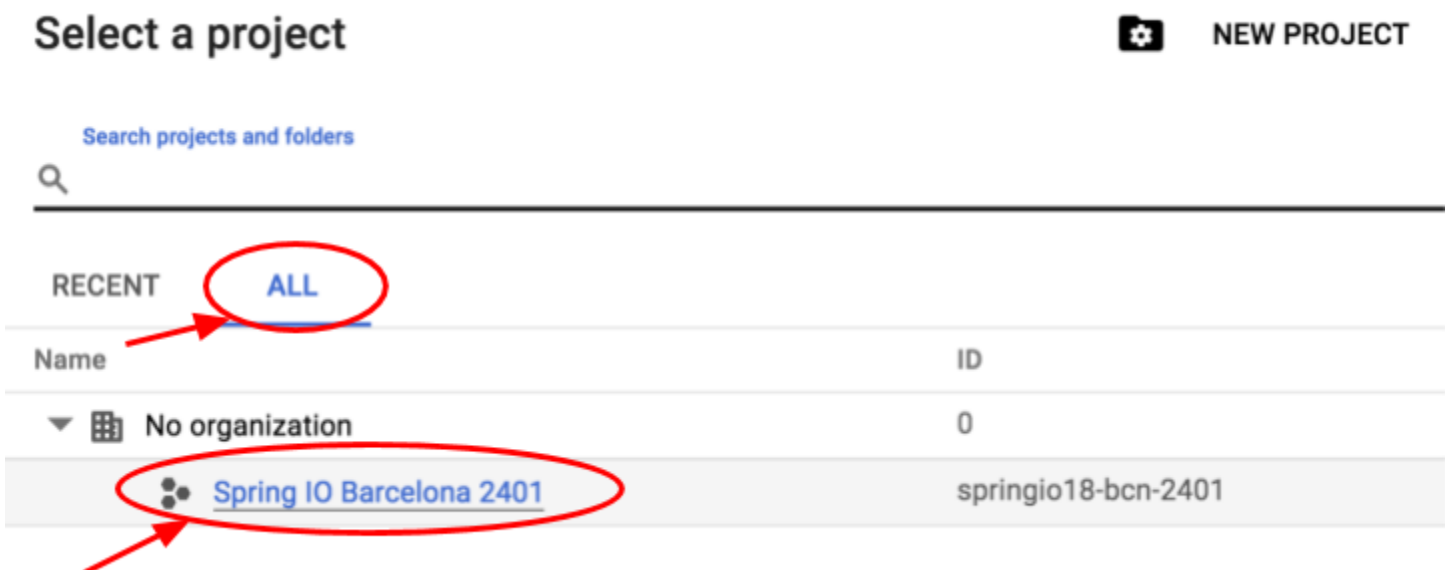 Select a project
NEW PROJECT
Search projects and folders
RECENT ALL
Name ID
No organization 0
Spring IO Barcelona 2401 springio18-bcn-2401